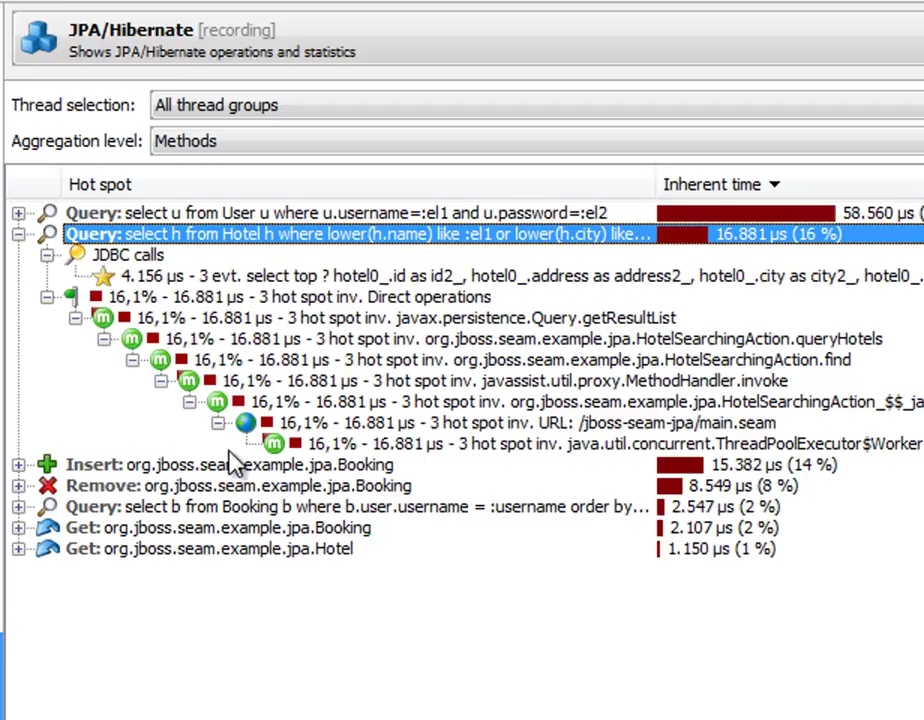 JPA/Hibernate [recording]
Shows JPA/Hibernate operations and statistics
Thread selection: All thread groups
Aggregation level: Methods
Hot spot Inherent time
Query: select u from User u where u.username=:el1 and u.password=:el2 58.560 µs (
Query: select h from Hotel h where lower(h.name) like :el1 or lower(h.city) like... 16.881 µs (16 %)
JDBC calls
4.156 µs - 3 evt. select top ? hotel0_.id as id2_, hotel0_.address as address2_, hotel0_.city as city2_, hotel0_.
16,1% - 16.881 µs - 3 hot spot inv. Direct operations
16,1% - 16.881 µs - 3 hot spot inv. javax.persistence.Query.getResultList
16,1% - 16.881 µs - 3 hot spot inv. org.jboss.seam.example.jpa.HotelSearchingAction.queryHotels
16,1% - 16.881 µs - 3 hot spot inv. org.jboss.seam.example.jpa.HotelSearchingAction.find
16,1% - 16.881 µs - 3 hot spot inv. javassist.util.proxy.MethodHandler.invoke
16,1% - 16.881 µs - 3 hot spot inv. org.jboss.seam.example.jpa.HotelSearchingAction_$$_ja
16,1% - 16.881 µs - 3 hot spot inv. URL: /jboss-seam-jpa/main.seam
16,1% - 16.881 µs - 3 hot spot inv. java.util.concurrent.ThreadPoolExecutor$Worker
Insert: org.jboss.seam.example.jpa.Booking 15.382 µs (14 %)
Remove: org.jboss.seam.example.jpa.Booking 8.549 µs (8 %)
Query: select b from Booking b where b.user.username = :username order by... 2.547 µs (2 %)
Get: org.jboss.seam.example.jpa.Booking 2.107 µs (2 %)
Get: org.jboss.seam.example.jpa.Hotel 1.150 µs (1 %)